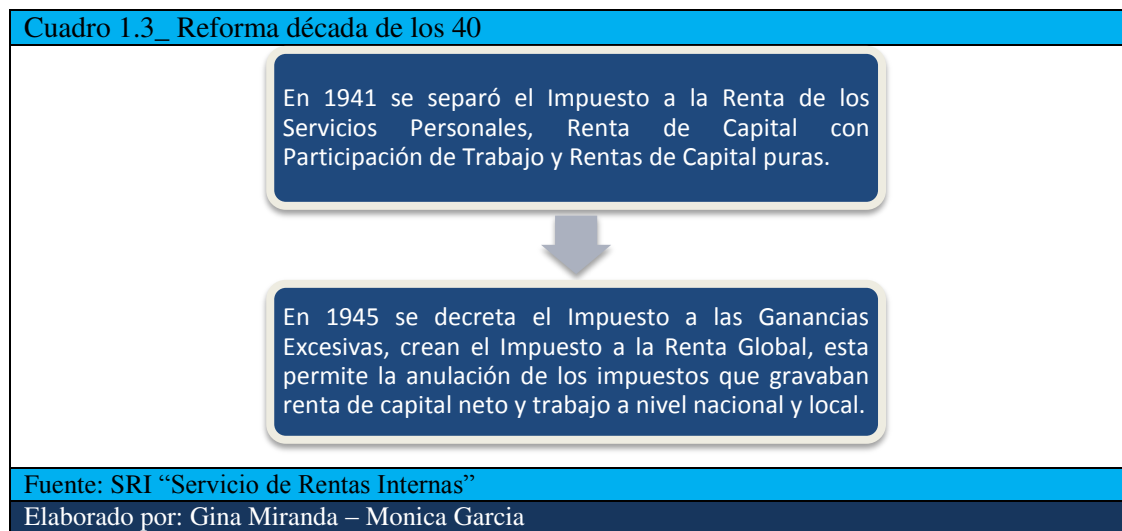 Cuadro 1.3_ Reforma década de los 40
En 1941 se separó el Impuesto a la Renta de los
Servicios Personales, Renta de Capital con
Participación de Trabajo y Rentas de Capital puras.
En 1945 se decreta el Impuesto a las Ganancias
Excesivas, crean el Impuesto a la Renta Global, esta
permite la anulación de los impuestos que gravaban
renta de capital neto y trabajo a nivel nacional y local.
Fuente: SRI “Servicio de Rentas Internas”
Elaborado por: Gina Miranda – Monica Garcia